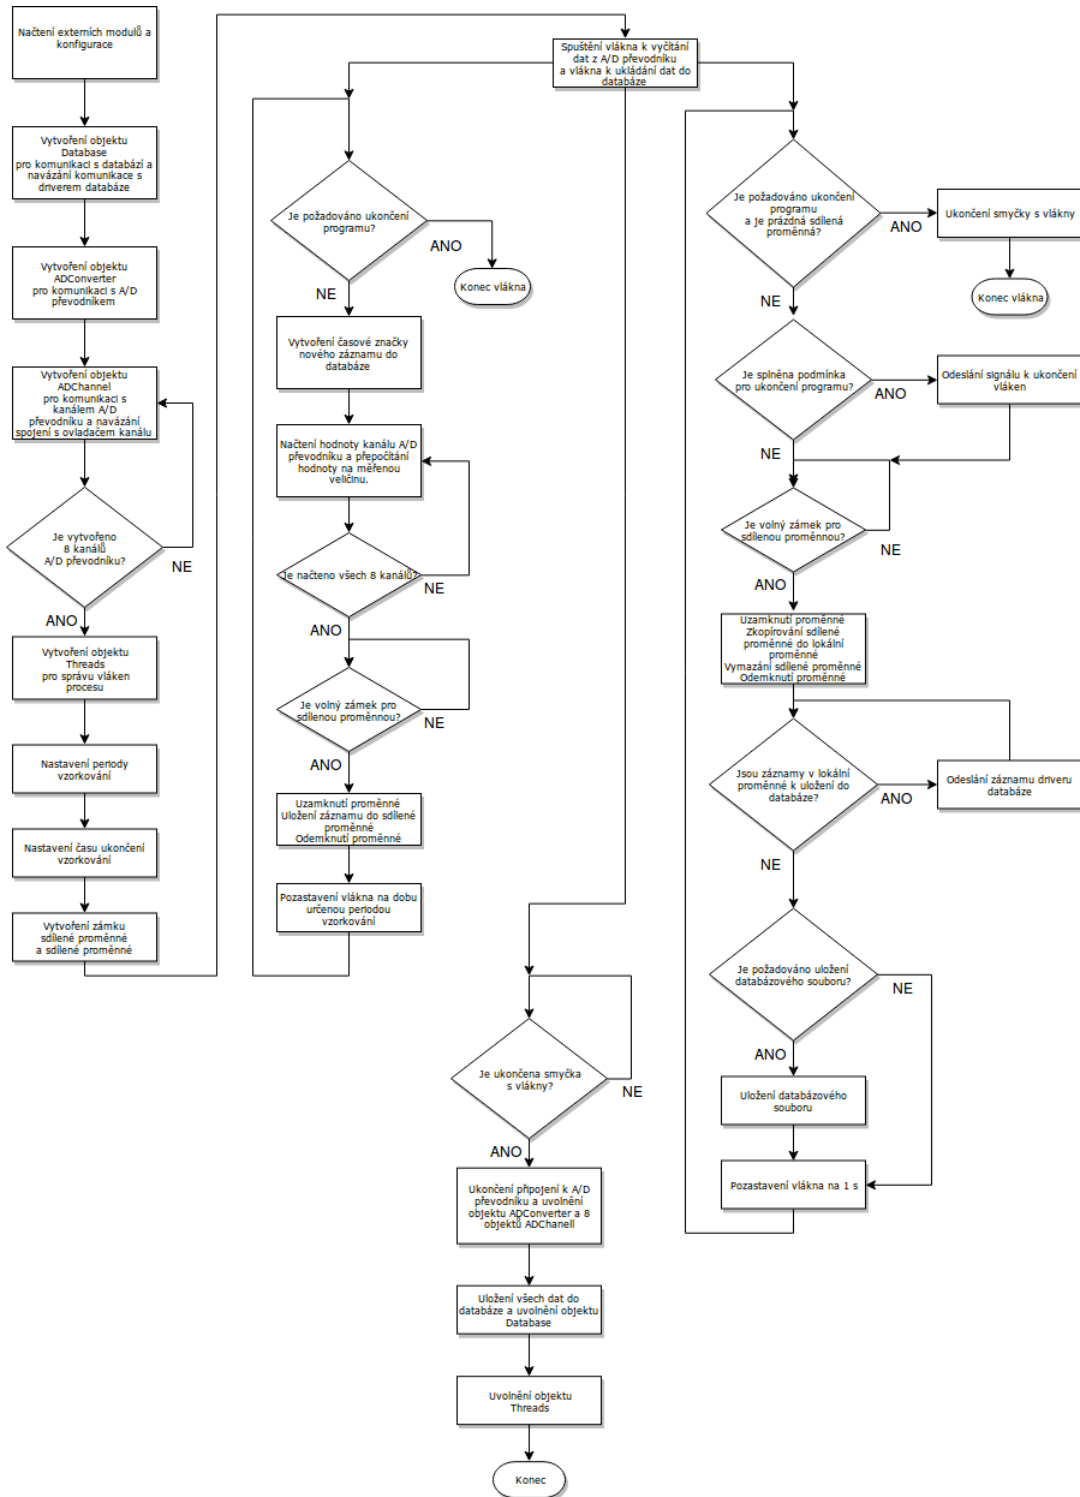 Načtení externích modulů a
konfigurace
Vytvoření objektu
Database
pro komunikaci s databází a
navázání komunikace s
driverem databáze
Vytvoření objektu
ADConverter
pro komunikaci s A/D
převodníkem
Vytvoření objektu
ADChannel
pro komunikaci s
kanálem A/D
převodníku a navázání
spojení s ovladačem kanálu
Je vytvořeno
8 kanálů
A/D převodníku?
NE
ANO
Vytvoření objektu
Threads
pro správu vláken
procesu
Nastavení periody
vzorkování
Nastavení času ukončení
vzorkování
Vytvoření zámku
sdílené proměnné
a sdílené proměnné
Spuštění vlákna k vyčítání
dat z A/D převodníku
a vlákna k ukládání dat do
databáze
Je požadováno ukončení
programu?
ANO
Konec vlákna
NE
Vytvoření časové značky
nového záznamu do
databáze
Načtení hodnoty kanálu A/D
převodníku a přepočítání
hodnoty na měřenou
veličinu.
Je načteno všech 8 kanálů?
NE
ANO
Je volný zámek pro
sdílenou proměnnou?
NE
ANO
Uzamknutí proměnné
Uložení záznamu do sdílené
proměnné
Odemknutí proměnné
Pozastavení vlákna na dobu
určenou periodou
vzorkování
Je ukončena smyčka
s vlákny?
NE
ANO
Ukončení připojení k A/D
převodníku a uvolnění
objektu ADConverter a 8
objektů ADChanell
Uložení všech dat do
databáze a uvolnění objektu
Database
Uvolnění objektu
Threads
Konec
Je požadováno ukončení
programu
a je prázdná sdílená
proměnná?
ANO
Ukončení smyčky s vlákny
Konec vlákna
NE
Je splněna podmínka
pro ukončení programu?
ANO
Odeslání signálu k ukončení
vláken
NE
Je volný zámek pro
sdílenou proměnnou?
NE
ANO
Uzamknutí proměnné
Zkopírování sdílené
proměnné do lokální
proměnné
Vymazání sdílené proměnné
Odemknutí proměnné
Jsou záznamy v lokální
proměnné k uložení do
databáze?
ANO
Odeslání záznamu driveru
databáze
NE
Je požadováno uložení
databázového souboru?
NE
ANO
Uložení databázového
souboru
Pozastavení vlákna na 1 s